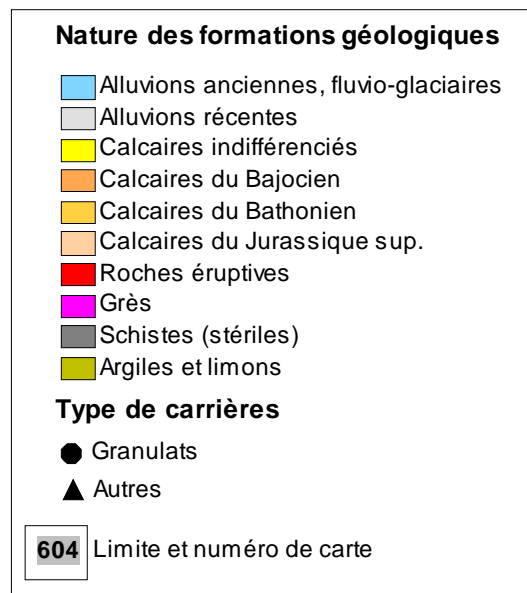 Nature des formations géologiques
Alluvions anciennes, fluvio-glaciaires
Alluvions récentes
Calcaires indifférenciés
Calcaires du Bajocien
Calcaires du Bathonien
Calcaires du Jurassique sup.
Roches éruptives
Grès
Schistes (stériles)
Argiles et limons
Type de carrières
Granulats
Autres
604 Limite et numéro de carte